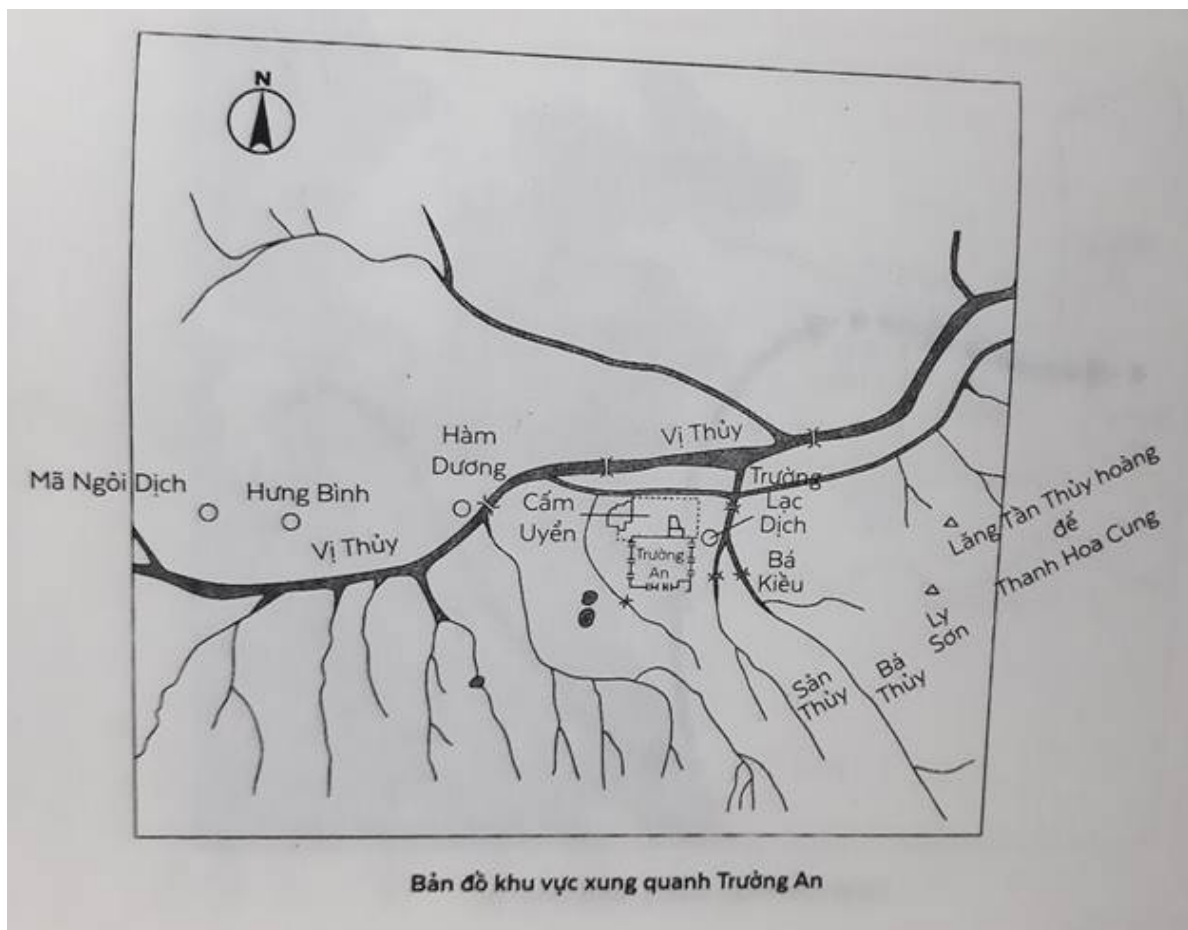 N
Hàm
Dương
Vị Thủy
Mã Ngôi Dịch
Hưng Bình
Vị Thủy
Cấm
Uyển
Trường
Lạc
Dịch
Trường
An
Bá
Kiều
Lăng Tần Thủy hoàng
đế
Thanh Hoa Cung
Ly
Sơn
Sản
Thủy
Bá
Thủy
Bản đồ khu vực xung quanh Trường An